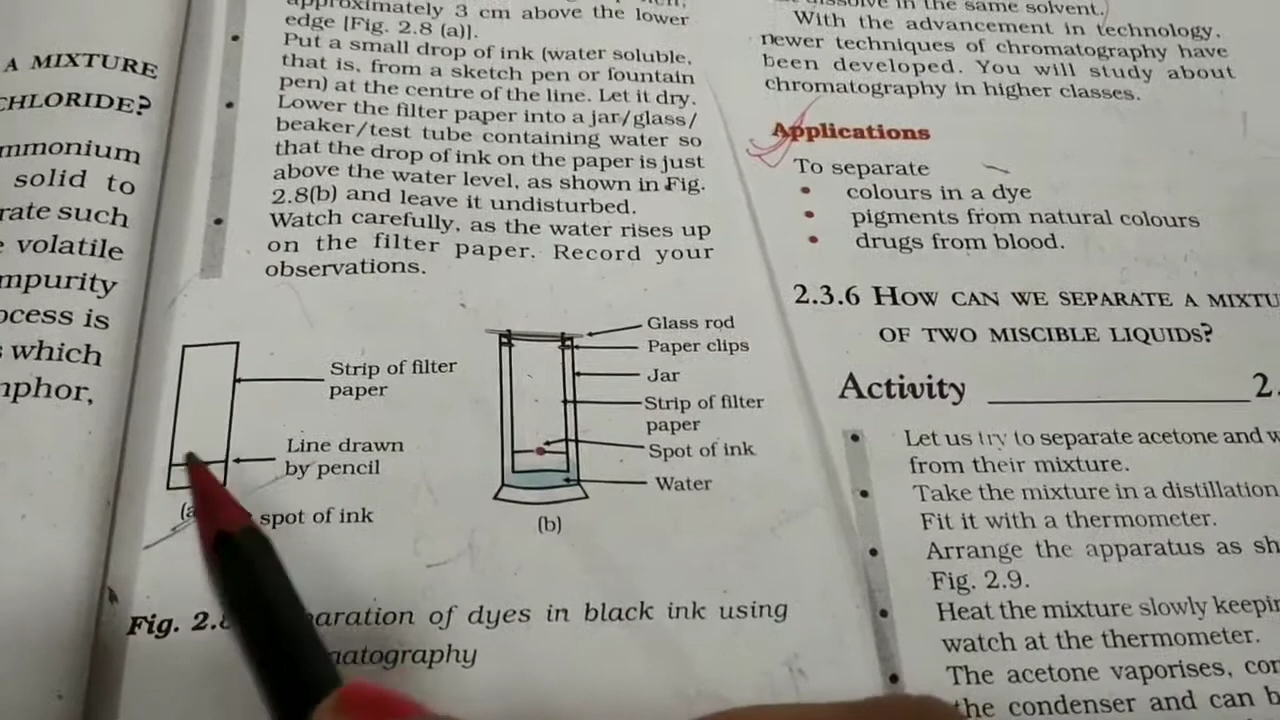 A MIXTURE
CHLORIDE?
mmonium
solid to
rate such
volatile
mpurity
ocess is
which
nphor,
approximately 3 cm above the lower
edge [Fig. 2.8 (a)].
• Put a small drop of ink (water soluble,
that is, from a sketch pen or fountain
pen) at the centre of the line. Let it dry.
• Lower the filter paper into a jar/glass/
beaker/test tube containing water so
that the drop of ink on the paper is just
above the water level, as shown in Fig.
2.8(b) and leave it undisturbed.
• Watch carefully, as the water rises up
on the filter paper. Record your
observations.
Strip of filter
paper
Line drawn
by pencil
(a
spot of ink
Glass rod
Paper clips
Jar
Strip of filter
paper
Spot of ink
Water
(b)
Fig. 2.8 paration of dyes in black ink using
matography
dissolve in the same solvent.
With the advancement in technology,
newer techniques of chromatography have
been developed. You will study about
chromatography in higher classes.
Applications
To separate
• colours in a dye
• pigments from natural colours
• drugs from blood.
2.3.6 HOW CAN WE SEPARATE A MIXTU
OF TWO MISCIBLE LIQUIDS?
Activity ______________ 2.
• Let us try to separate acetone and w
from their mixture.
• Take the mixture in a distillation
Fit it with a thermometer.
• Arrange the apparatus as sh
Fig. 2.9.
• Heat the mixture slowly keepin
watch at the thermometer.
• The acetone vaporises, con
the condenser and can b